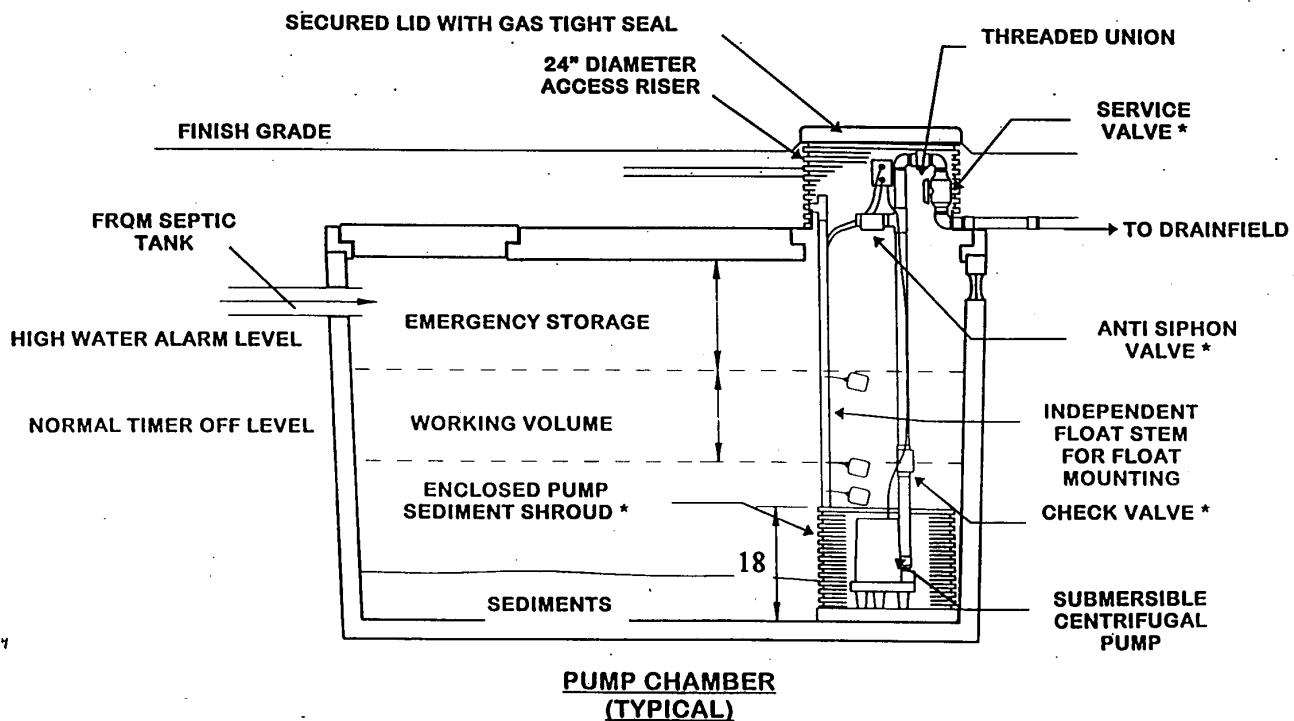 SECURED LID WITH GAS TIGHT SEAL
THREADED UNION
24" DIAMETER
ACCESS RISER
SERVICE
VALVE *
FINISH GRADE
FROM SEPTIC
TANK
TO DRAINFIELD
EMERGENCY STORAGE
HIGH WATER ALARM LEVEL
ANTI SIPHON
VALVE *
NORMAL TIMER OFF LEVEL
WORKING VOLUME
INDEPENDENT
FLOAT STEM
FOR FLOAT
MOUNTING
ENCLOSED PUMP
SEDIMENT SHROUD *
CHECK VALVE *
18
SEDIMENTS
SUBMERSIBLE
CENTRIFUGAL
PUMP
PUMP CHAMBER
(TYPICAL)